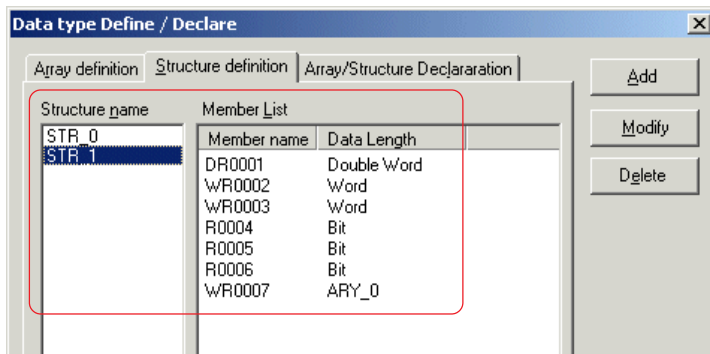 Data type Define / Declare
Array definition
Structure definition
Array/Structure Declararation
Add
Modify
Delete
Structure name
STR_0
STR_1
Member List
Member name Data Length
DR0001 Double Word
WR0002 Word
WR0003 Word
R0004 Bit
R0005 Bit
R0006 Bit
WR0007 ARY_0